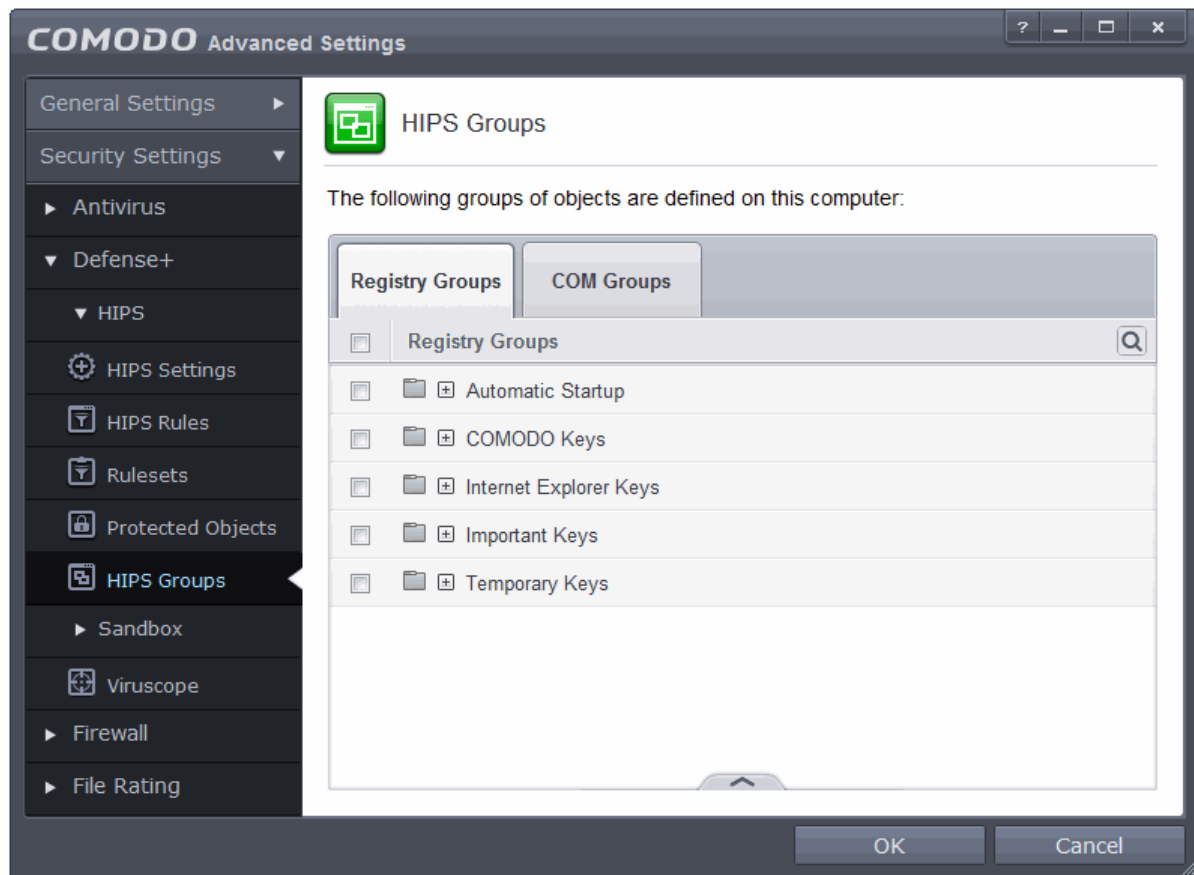 COMODO Advanced Settings
?
General Settings
Security Settings
Antivirus
Defense+
HIPS
HIPS Settings
HIPS Rules
Rulesets
Protected Objects
HIPS Groups
Sandbox
Viruscope
Firewall
File Rating
HIPS Groups
The following groups of objects are defined on this computer:
Registry Groups COM Groups
Registry Groups
Automatic Startup
COMODO Keys
Internet Explorer Keys
Important Keys
Temporary Keys
OK Cancel